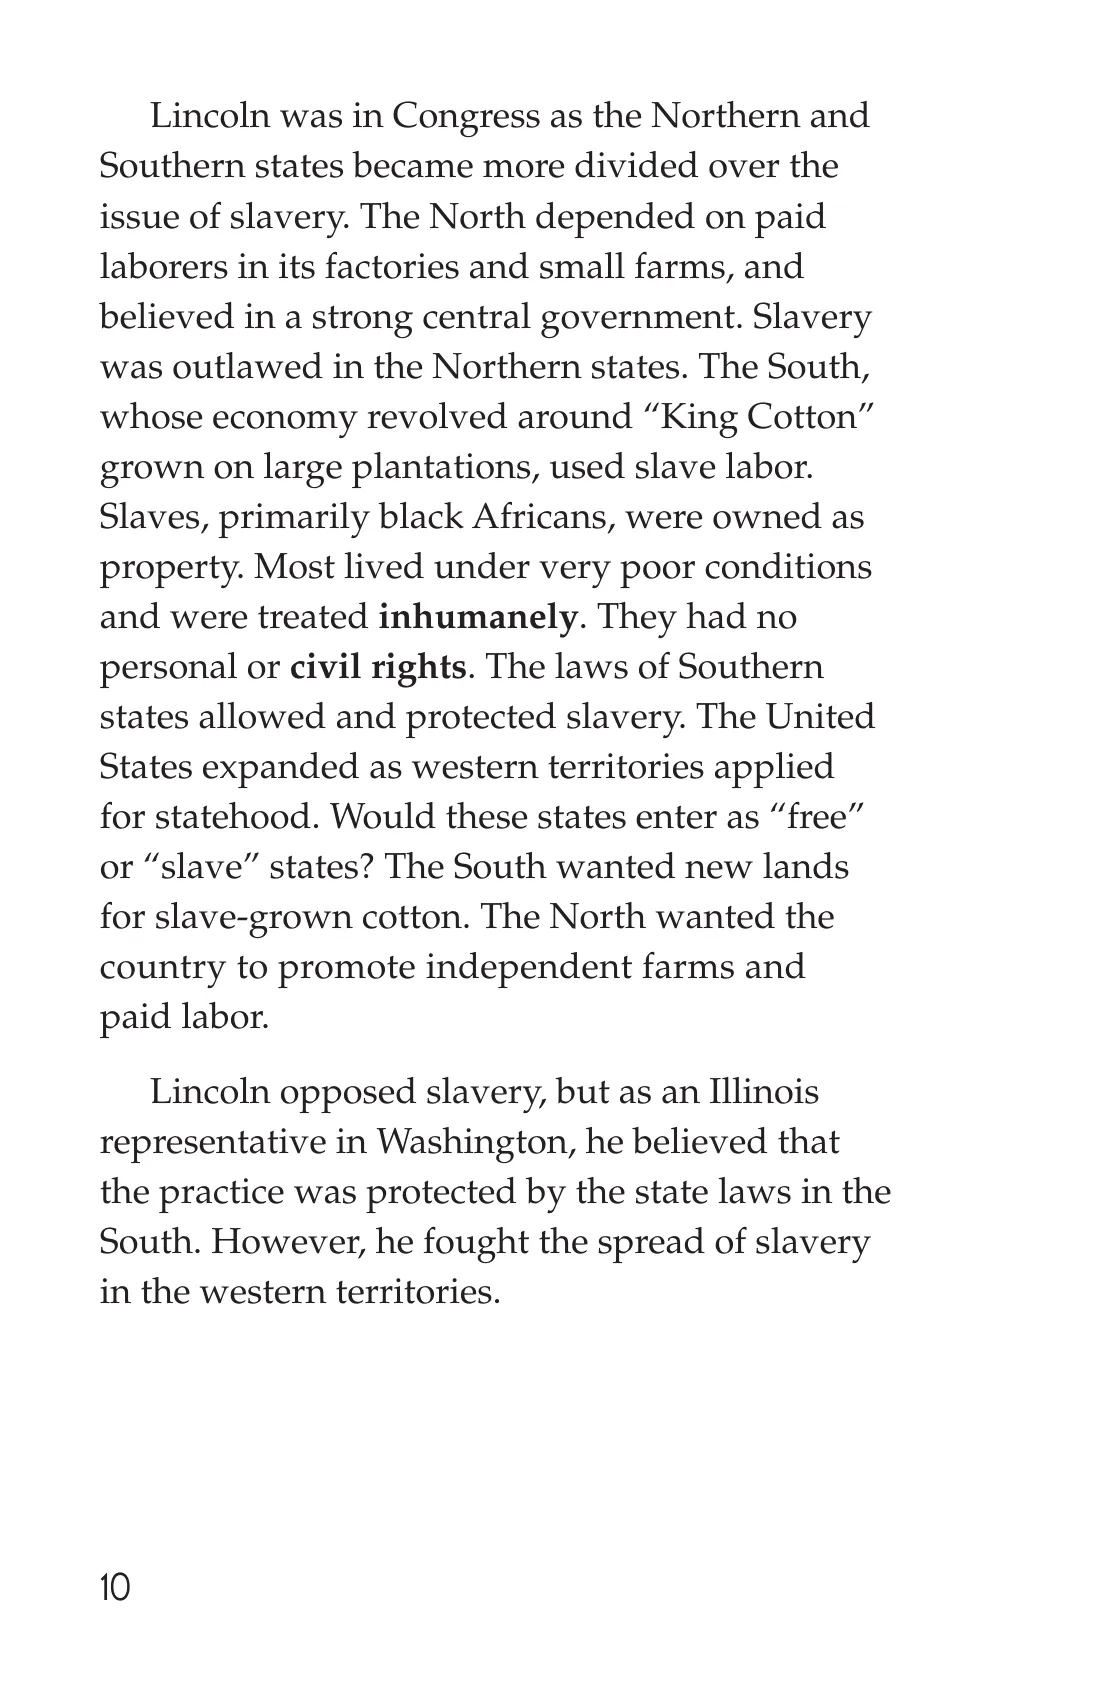 Lincoln was in Congress as the Northern and
Southern states became more divided over the
issue of slavery. The North depended on paid
laborers in its factories and small farms, and
believed in a strong central government. Slavery
was outlawed in the Northern states. The South,
whose economy revolved around “King Cotton”
grown on large plantations, used slave labor.
Slaves, primarily black Africans, were owned as
property. Most lived under very poor conditions
and were treated inhumanely. They had no
personal or civil rights. The laws of Southern
states allowed and protected slavery. The United
States expanded as western territories applied
for statehood. Would these states enter as “free”
or “slave” states? The South wanted new lands
for slave-grown cotton. The North wanted the
country to promote independent farms and
paid labor.
Lincoln opposed slavery, but as an Illinois
representative in Washington, he believed that
the practice was protected by the state laws in the
South. However, he fought the spread of slavery
in the western territories.
10